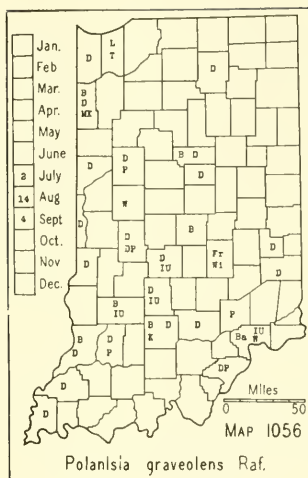 Jan.
Feb
Mar.
Apr.
May
June
2 July
14 Aug
4 Sept
Oct.
Nov
Dec.
L
D T
D
B
D
MK
D
P
B D
D
D
W
D
D
DP
B
D
IU
Fr
Wi
D
D
D
D
IU
B
IU
P
B
K
D
D
Ba IU
W
B
D
D
P
DP
D
D
Miles
0 50
MAP 1056
Polanisia graveolens Raf.